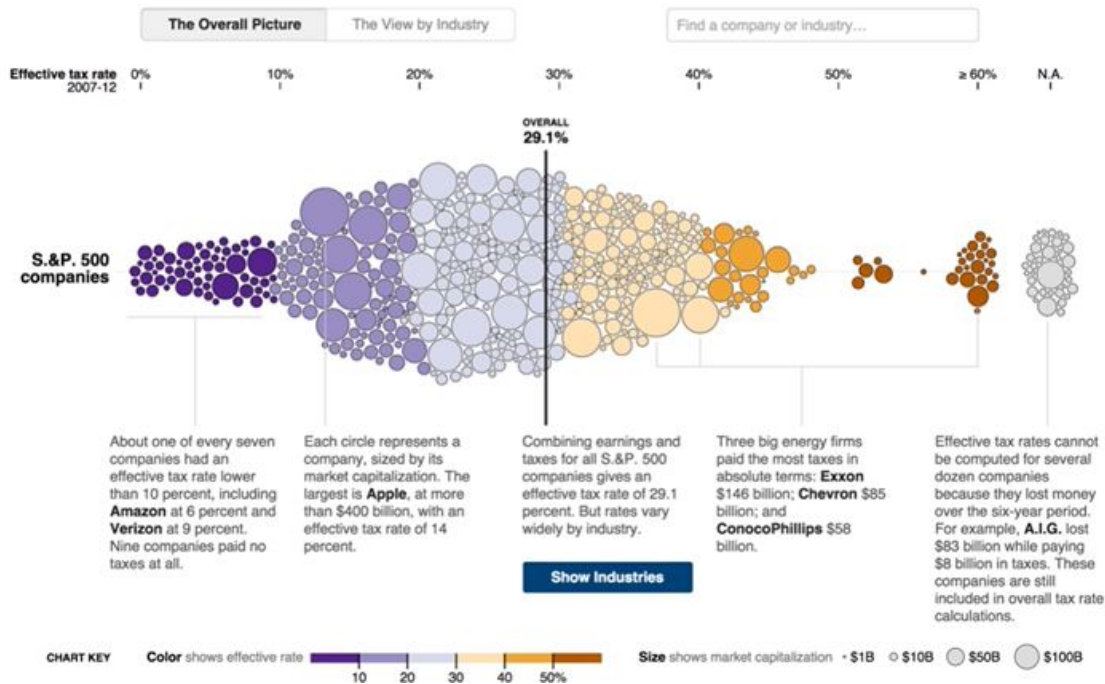 The Overall Picture
The View by Industry
Find a company or industry…
Effective tax rate
2007-12
0%
10%
20%
30%
40%
50%
≥ 60%
N.A.
OVERALL
29.1%
S.&P. 500
companies
About one of every seven
companies had an
effective tax rate lower
than 10 percent, including
Amazon at 6 percent and
Verizon at 9 percent.
Nine companies paid no
taxes at all.
Each circle represents a
company, sized by its
market capitalization. The
largest is Apple, at more
than $400 billion, with an
effective tax rate of 14
percent.
Combining earnings and
taxes for all S.&P. 500
companies gives an
effective tax rate of 29.1
percent. But rates vary
widely by industry.
Show Industries
Three big energy firms
paid the most taxes in
absolute terms: Exxon
$146 billion; Chevron $85
billion; and
ConocoPhillips $58
billion.
Effective tax rates cannot
be computed for several
dozen companies
because they lost money
over the six-year period.
For example, A.I.G. lost
$83 billion while paying
$8 billion in taxes. These
companies are still
included in overall tax rate
calculations.
CHART KEY
Color shows effective rate
10
20
30
40
50%
Size shows market capitalization
$1B
$10B
$50B
$100B